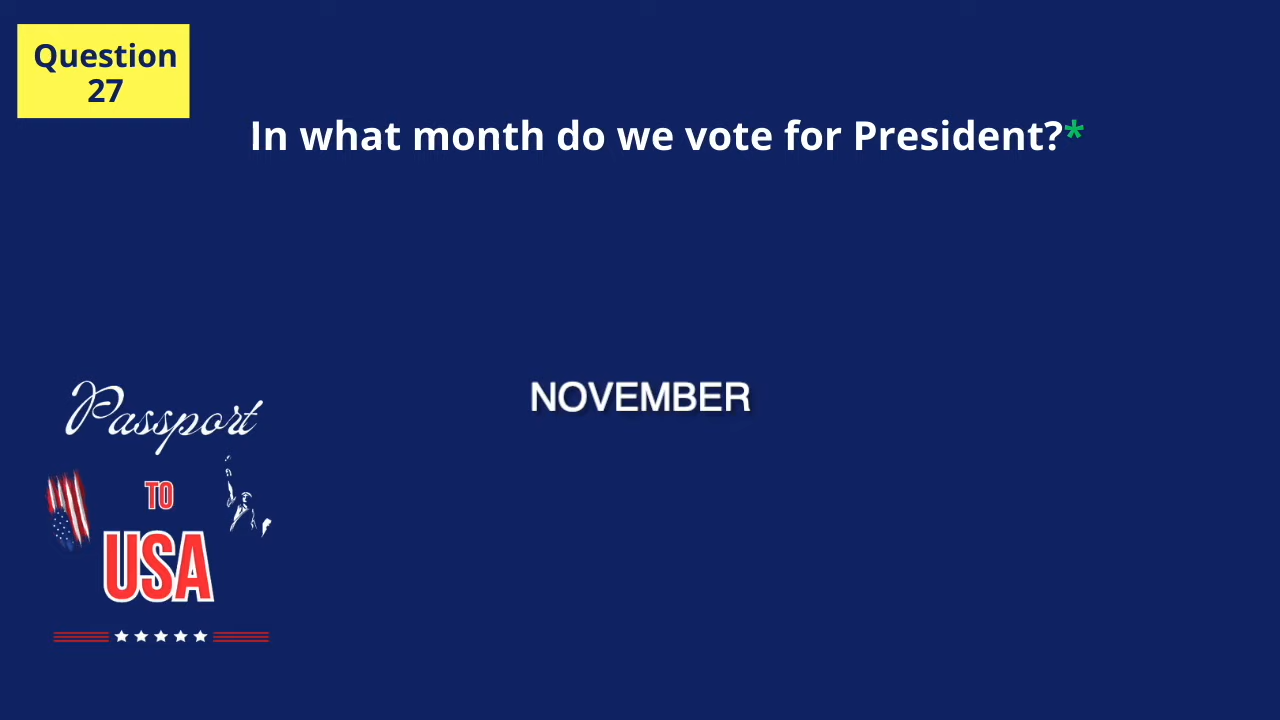 Question
27
In what month do we vote for President?*
NOVEMBER
Passport
TO
USA